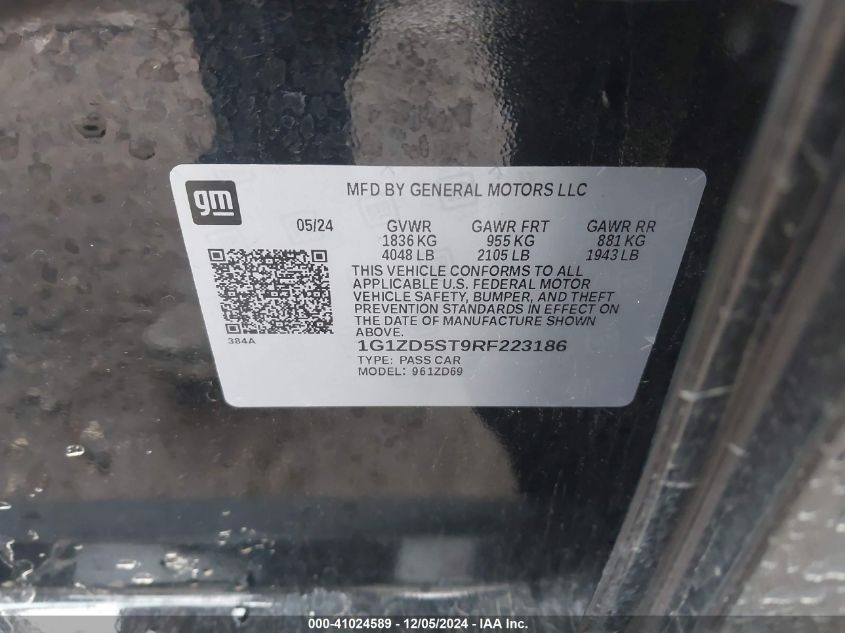 gm
MFD BY GENERAL MOTORS LLC
05/24 GVWR GAWR FRT GAWR RR
1836 KG 955 KG 881 KG
4048 LB 2105 LB 1943 LB
THIS VEHICLE CONFORMS TO ALL
APPLICABLE U.S. FEDERAL MOTOR
VEHICLE SAFETY, BUMPER, AND THEFT
PREVENTION STANDARDS IN EFFECT ON
THE DATE OF MANUFACTURE SHOWN
ABOVE.
384A
1G1ZD5ST9RF223186
TYPE: PASS CAR
MODEL: 961ZD69
000-41024589 - 12/05/2024 - IAA Inc.